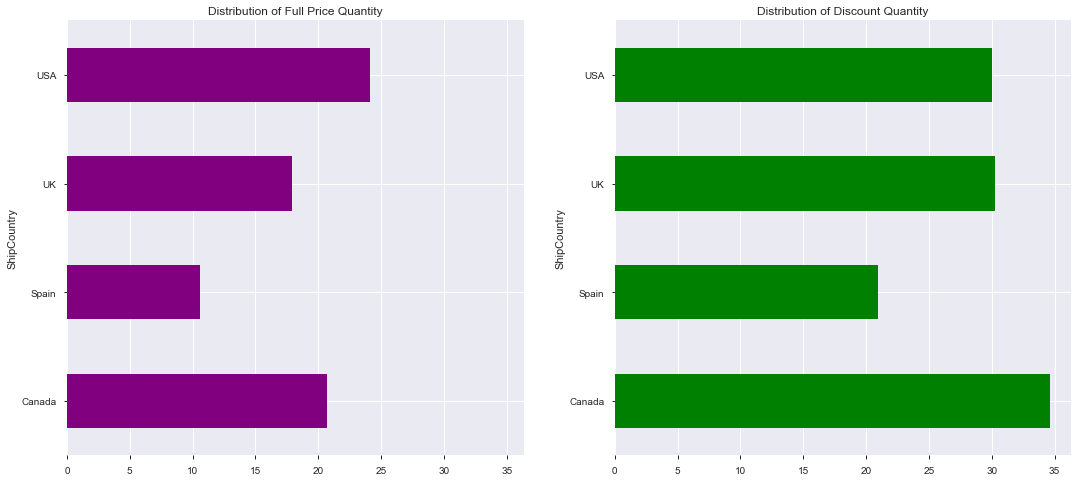 Distribution of Full Price Quantity
ShipCountry
USA
UK
Spain
Canada
0 5 10 15 20 25 30 35
Distribution of Discount Quantity
ShipCountry
USA
UK
Spain
Canada
0 5 10 15 20 25 30 35